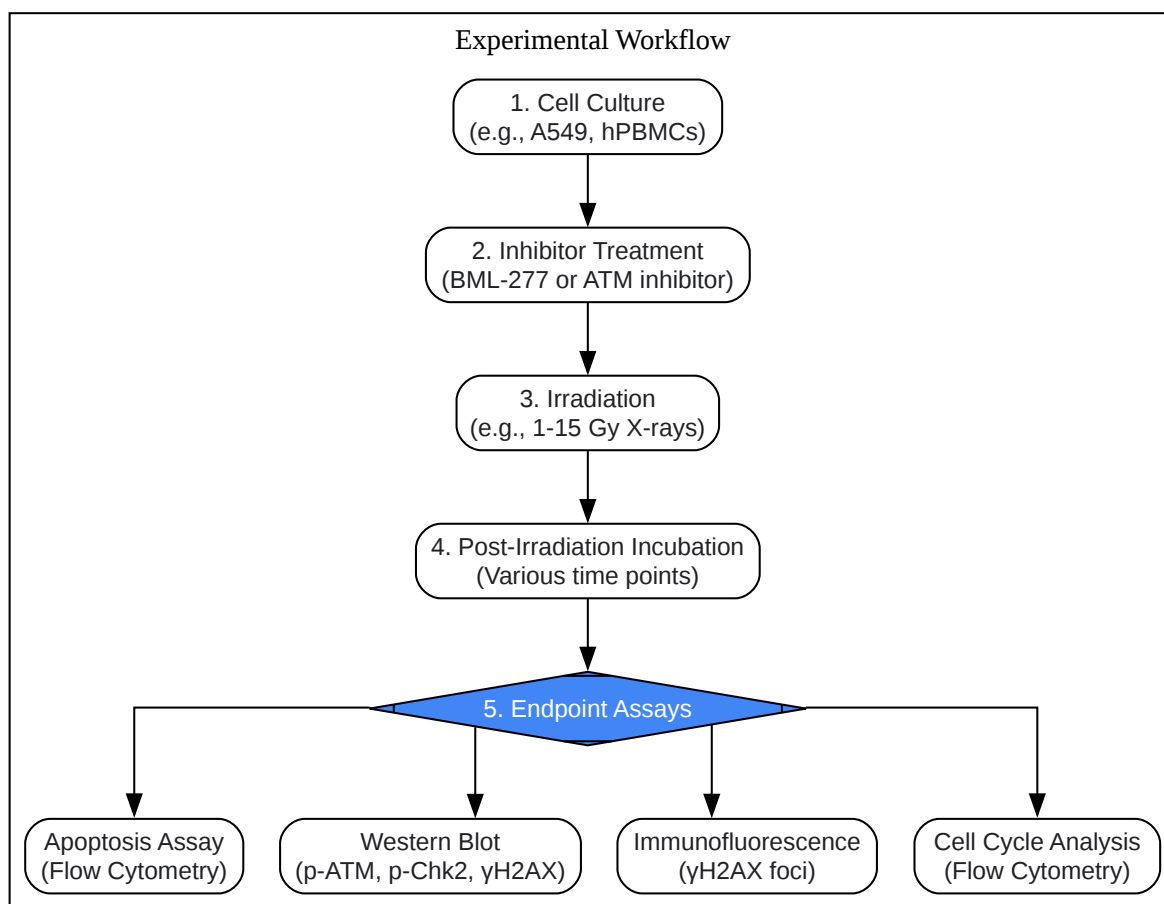 Experimental Workflow
1. Cell Culture
(e.g., A549, hPBMCs)
2. Inhibitor Treatment
(BML-277 or ATM inhibitor)
3. Irradiation
(e.g., 1-15 Gy X-rays)
4. Post-Irradiation Incubation
(Various time points)
5. Endpoint Assays
Apoptosis Assay
(Flow Cytometry)
Western Blot
(p-ATM, p-Chk2, γH2AX)
Immunofluorescence
(γH2AX foci)
Cell Cycle Analysis
(Flow Cytometry)